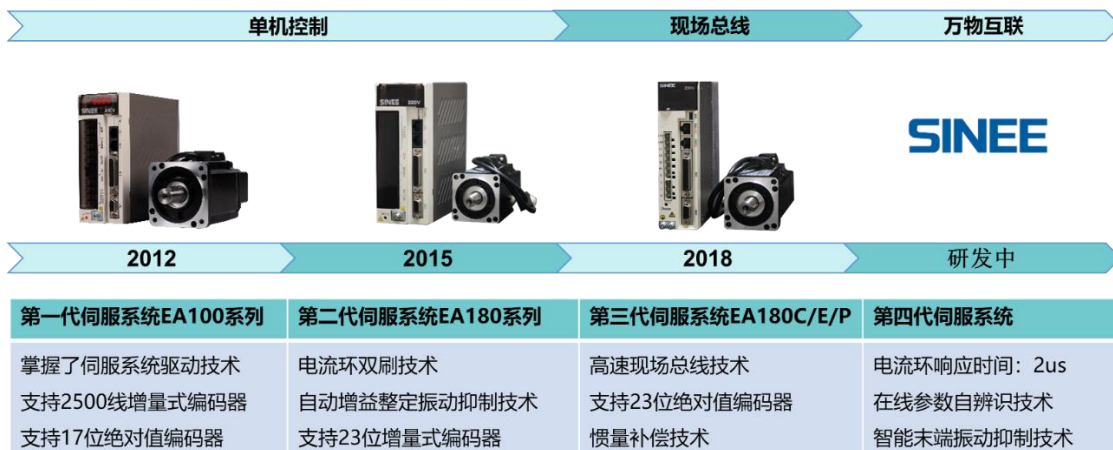 单机控制
现场总线
万物互联
SINEE
SINEE
SINEE
SINEE
2012
2015
2018
研发中
第一代伺服系统EA100系列
第二代伺服系统EA180系列
第三代伺服系统EA180C/E/P
第四代伺服系统
掌握了伺服系统驱动技术
电流环双刷技术
高速现场总线技术
电流环响应时间：2us
支持2500线增量式编码器
自动增益整定振动抑制技术
支持23位绝对值编码器
在线参数自辨识技术
支持17位绝对值编码器
支持23位增量式编码器
惯量补偿技术
智能末端振动抑制技术